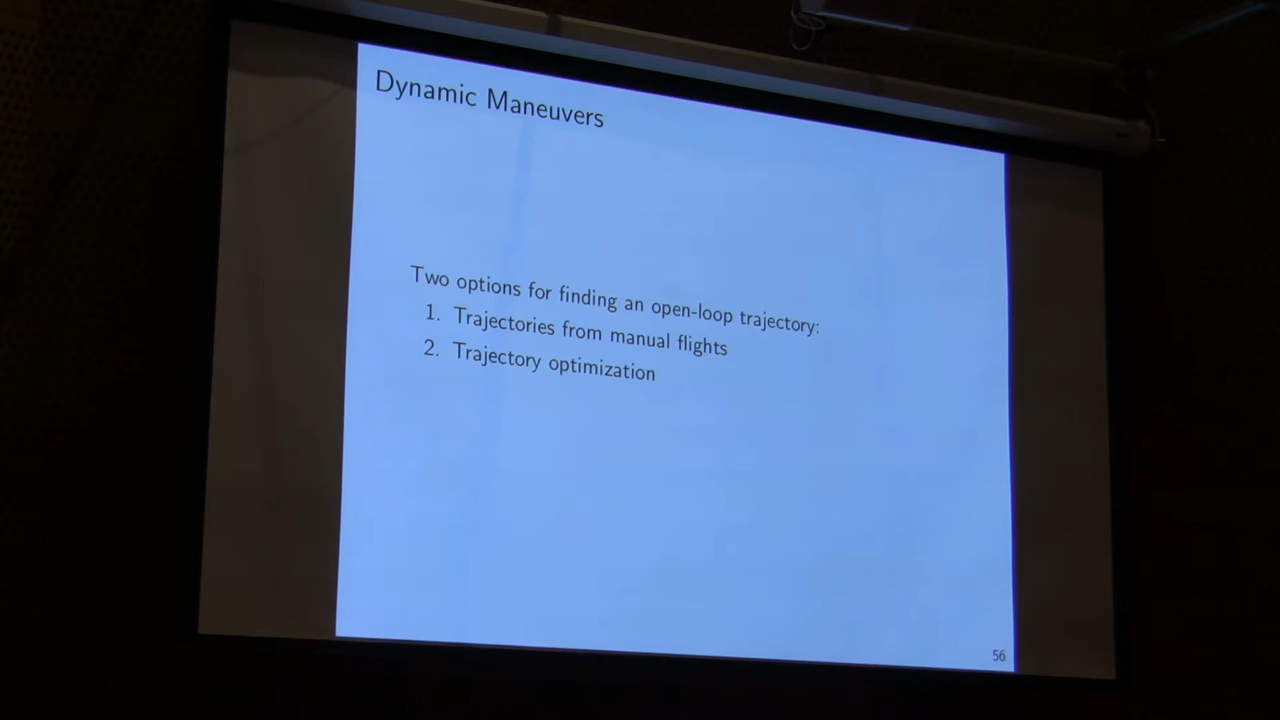 Dynamic Maneuvers
Two options for finding an open-loop trajectory:
1. Trajectories from manual flights
2. Trajectory optimization
56